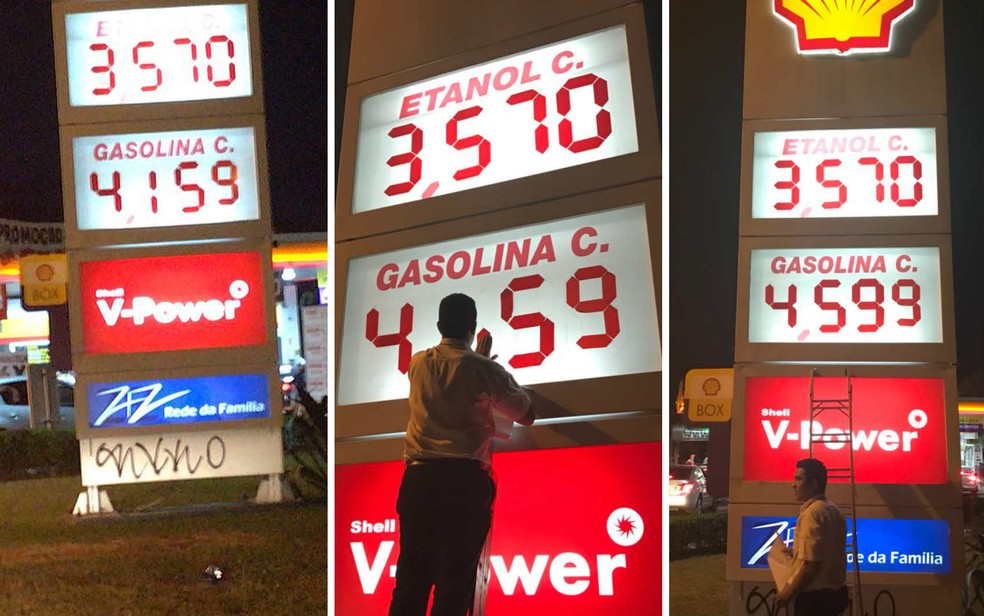 ETANOL C.
3,570
GASOLINA C.
4,159
PROMOÇÃO
BOX
Shell
V-Power
Rede da Família
ETANOL C.
3,570
GASOLINA C.
4, 59
Shell
V-Power
ETANOL C.
3,570
GASOLINA C.
4,599
BOX
Shell
V-Power
de da Família